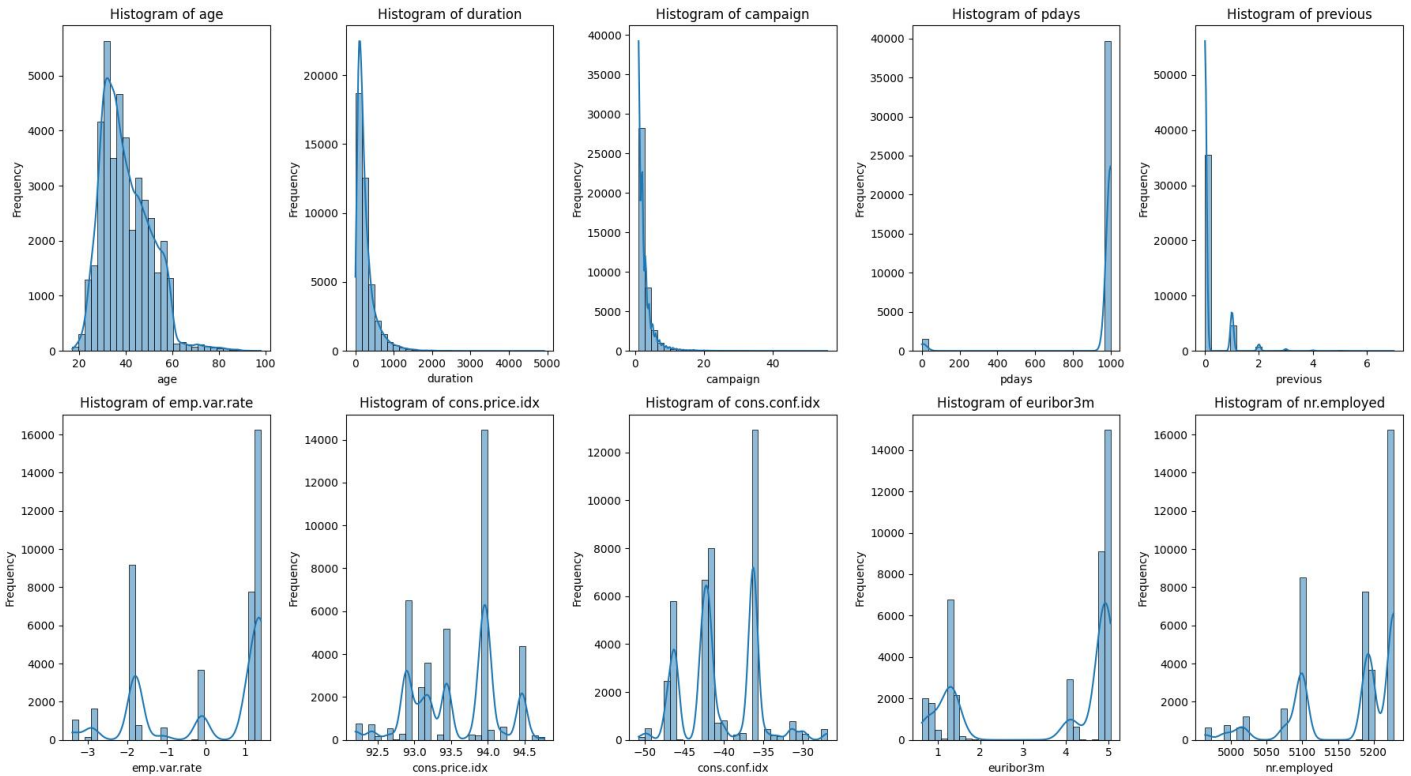 Histogram of age
Frequency
5000
4000
3000
2000
1000
0
20 40 60 80 100
age
Histogram of duration
Frequency
20000
15000
10000
5000
0
0 1000 2000 3000 4000 5000
duration
Histogram of campaign
Frequency
40000
35000
30000
25000
20000
15000
10000
5000
0
0 20 40
campaign
Histogram of pdays
Frequency
40000
35000
30000
25000
20000
15000
10000
5000
0
0 200 400 600 800 1000
pdays
Histogram of previous
Frequency
50000
40000
30000
20000
10000
0
0 2 4 6
previous
Histogram of emp.var.rate
Frequency
16000
14000
12000
10000
8000
6000
4000
2000
0
−3 −2 −1 0 1
emp.var.rate
Histogram of cons.price.idx
Frequency
14000
12000
10000
8000
6000
4000
2000
0
92.5 93.0 93.5 94.0 94.5
cons.price.idx
Histogram of cons.conf.idx
Frequency
12000
10000
8000
6000
4000
2000
0
−50 −45 −40 −35 −30
cons.conf.idx
Histogram of euribor3m
Frequency
14000
12000
10000
8000
6000
4000
2000
0
1 2 3 4 5
euribor3m
Histogram of nr.employed
Frequency
16000
14000
12000
10000
8000
6000
4000
2000
0
5000 5050 5100 5150 5200
nr.employed